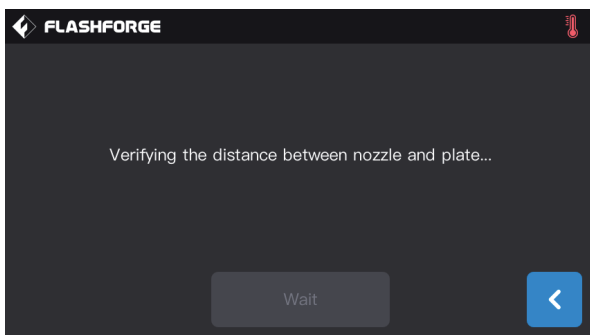 FLASHFORGE
Verifying the distance between nozzle and plate...
Wait